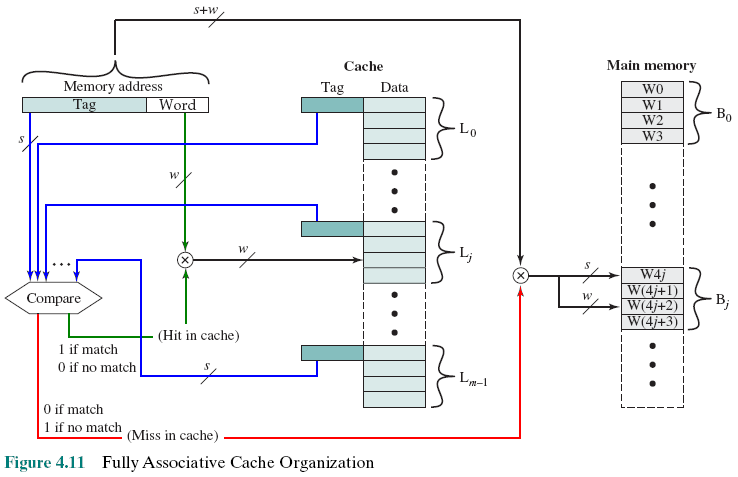 s+w
Cache
Main memory
Memory address
Tag Data
Tag Word
W0
W1
W2
W3
B0
L0
s
w
w
Lj
s
w
W4j
W(4j+1)
W(4j+2)
W(4j+3)
Bj
Compare
(Hit in cache)
1 if match
0 if no match
s
Lm–1
0 if match
1 if no match
(Miss in cache)
Figure 4.11 Fully Associative Cache Organization